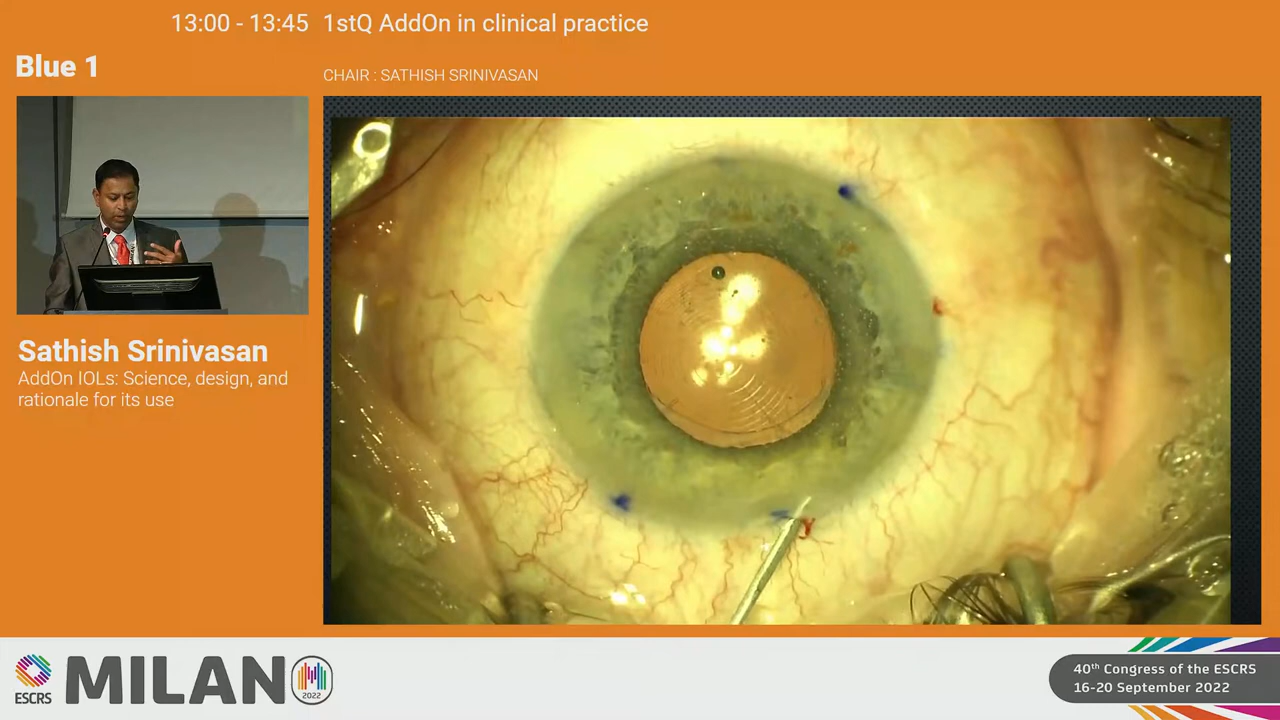 13:00 - 13:45 1stQ AddOn in clinical practice
Blue 1
CHAIR : SATHISH SRINIVASAN
Sathish Srinivasan
AddOn IOLs: Science, design, and
rationale for its use
ESCRS
MILANO
2022
40th Congress of the ESCRS
16-20 September 2022